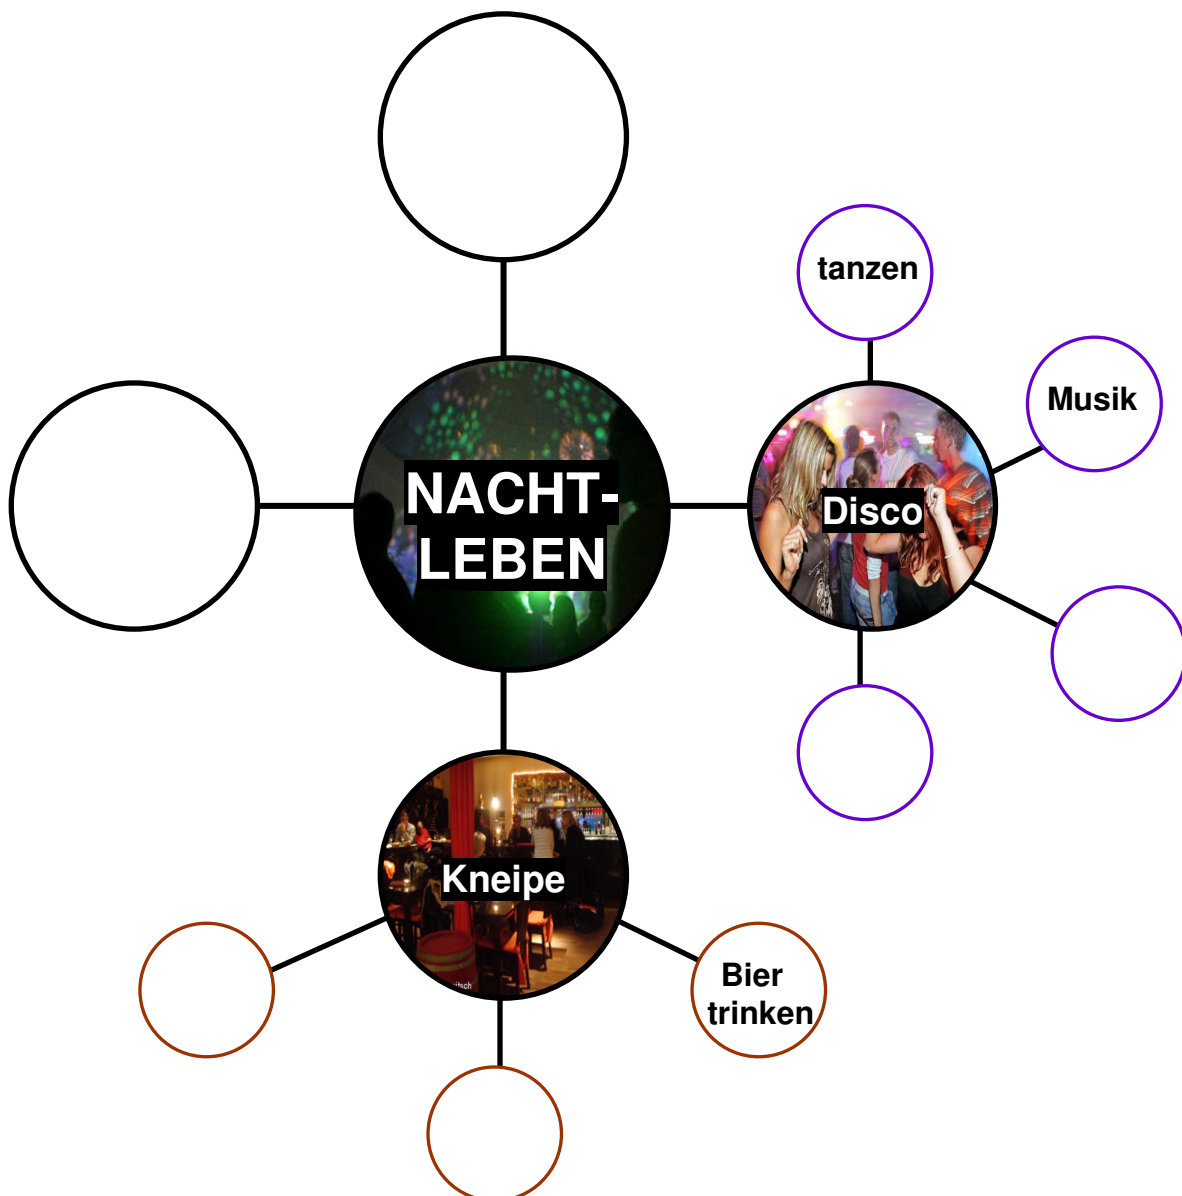 tanzen
Musik
NACHT-
LEBEN
Disco
Kneipe
Bier
trinken